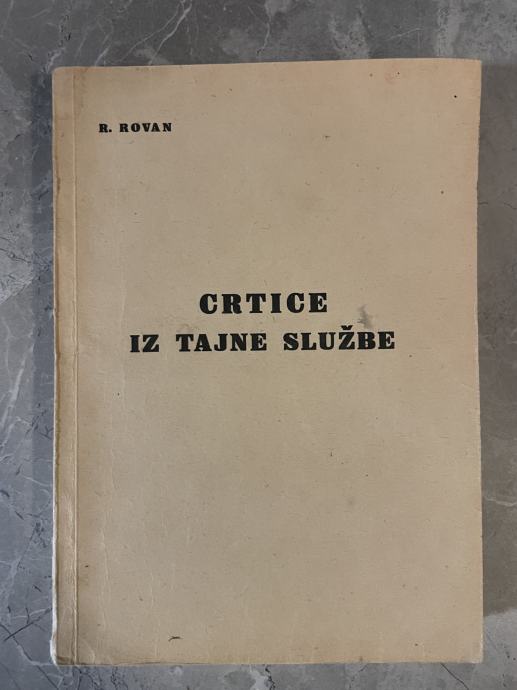 R. ROVAN
CRTICE
IZ TAJNE SLUŽBE